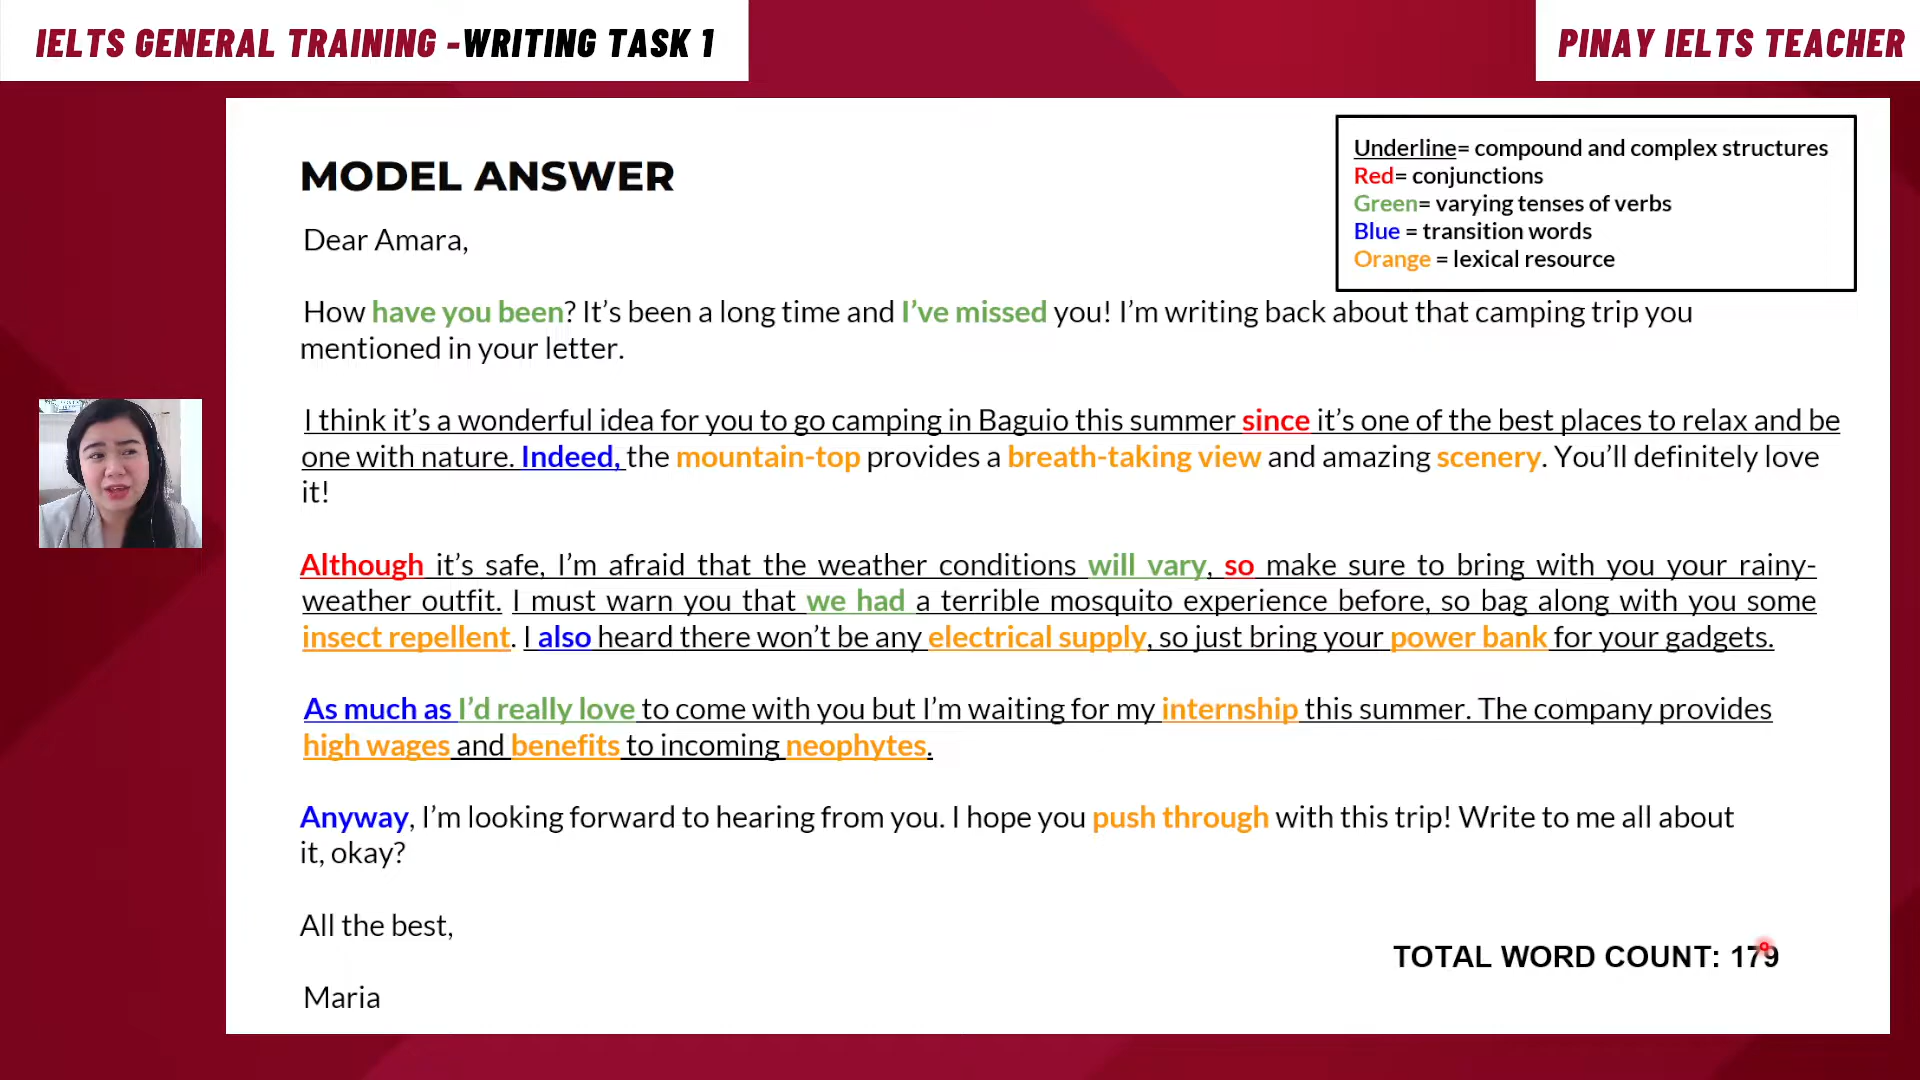 IELTS GENERAL TRAINING -WRITING TASK 1
PINAY IELTS TEACHER
Underline= compound and complex structures
Red= conjunctions
Green= varying tenses of verbs
Blue = transition words
Orange = lexical resource
MODEL ANSWER
Dear Amara,
How have you been? It’s been a long time and I’ve missed you! I’m writing back about that camping trip you
mentioned in your letter.
I think it’s a wonderful idea for you to go camping in Baguio this summer since it’s one of the best places to relax and be
one with nature. Indeed, the mountain-top provides a breath-taking view and amazing scenery. You’ll definitely love
it!
Although it’s safe, I’m afraid that the weather conditions will vary, so make sure to bring with you your rainy-
weather outfit. I must warn you that we had a terrible mosquito experience before, so bag along with you some
insect repellent. I also heard there won’t be any electrical supply, so just bring your power bank for your gadgets.
As much as I’d really love to come with you but I’m waiting for my internship this summer. The company provides
high wages and benefits to incoming neophytes.
Anyway, I’m looking forward to hearing from you. I hope you push through with this trip! Write to me all about
it, okay?
All the best,
TOTAL WORD COUNT: 179
Maria